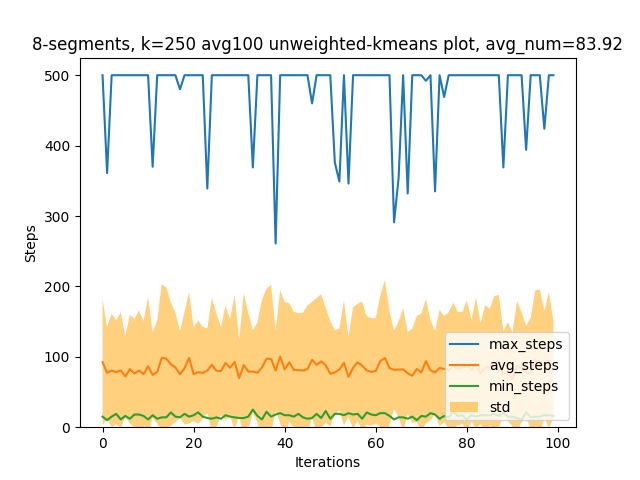 8-segments, k=250 avg100 unweighted-kmeans plot, avg_num=83.92
500
400
300
200
100
0
Steps
0
20
40
60
80
100
Iterations
max_steps
avg_steps
min_steps
std